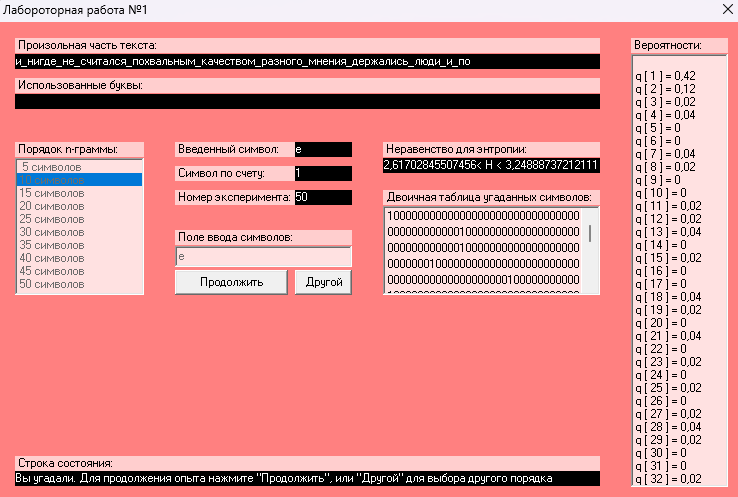 Лабороторная работа №1
Произольная часть текста:
и_нигде_не_считался_похвальным_качеством_разного_мнения_держались_люди_и_по
Использованные буквы:
Порядок n-граммы:
5 символов
10 символов
15 символов
20 символов
25 символов
30 символов
35 символов
40 символов
45 символов
50 символов
Введенный символ: е
Символ по счету: 1
Номер эксперимента: 50
Поле ввода символов:
е
Продолжить
Другой
Неравенство для энтропии:
2,61702845507456< H < 3,24888737212111
Двоичная таблица угаданных символов:
10000000000000000000000000000000
00000000000010000000000000000000
00000000000010000000000000000000
00000001000000000000000000000000
00000000000000000000100000000000
Строка состояния:
Вы угадали. Для продолжения опыта нажмите "Продолжить", или "Другой" для выбора другого порядка
Вероятности:
q [ 1 ] = 0,42
q [ 2 ] = 0,12
q [ 3 ] = 0,02
q [ 4 ] = 0,04
q [ 5 ] = 0
q [ 6 ] = 0
q [ 7 ] = 0,04
q [ 8 ] = 0,02
q [ 9 ] = 0
q [ 10 ] = 0
q [ 11 ] = 0,02
q [ 12 ] = 0,02
q [ 13 ] = 0,04
q [ 14 ] = 0
q [ 15 ] = 0,02
q [ 16 ] = 0
q [ 17 ] = 0
q [ 18 ] = 0,04
q [ 19 ] = 0,02
q [ 20 ] = 0
q [ 21 ] = 0,04
q [ 22 ] = 0
q [ 23 ] = 0,02
q [ 24 ] = 0
q [ 25 ] = 0,02
q [ 26 ] = 0
q [ 27 ] = 0,02
q [ 28 ] = 0,04
q [ 29 ] = 0,02
q [ 30 ] = 0
q [ 31 ] = 0
q [ 32 ] = 0,02